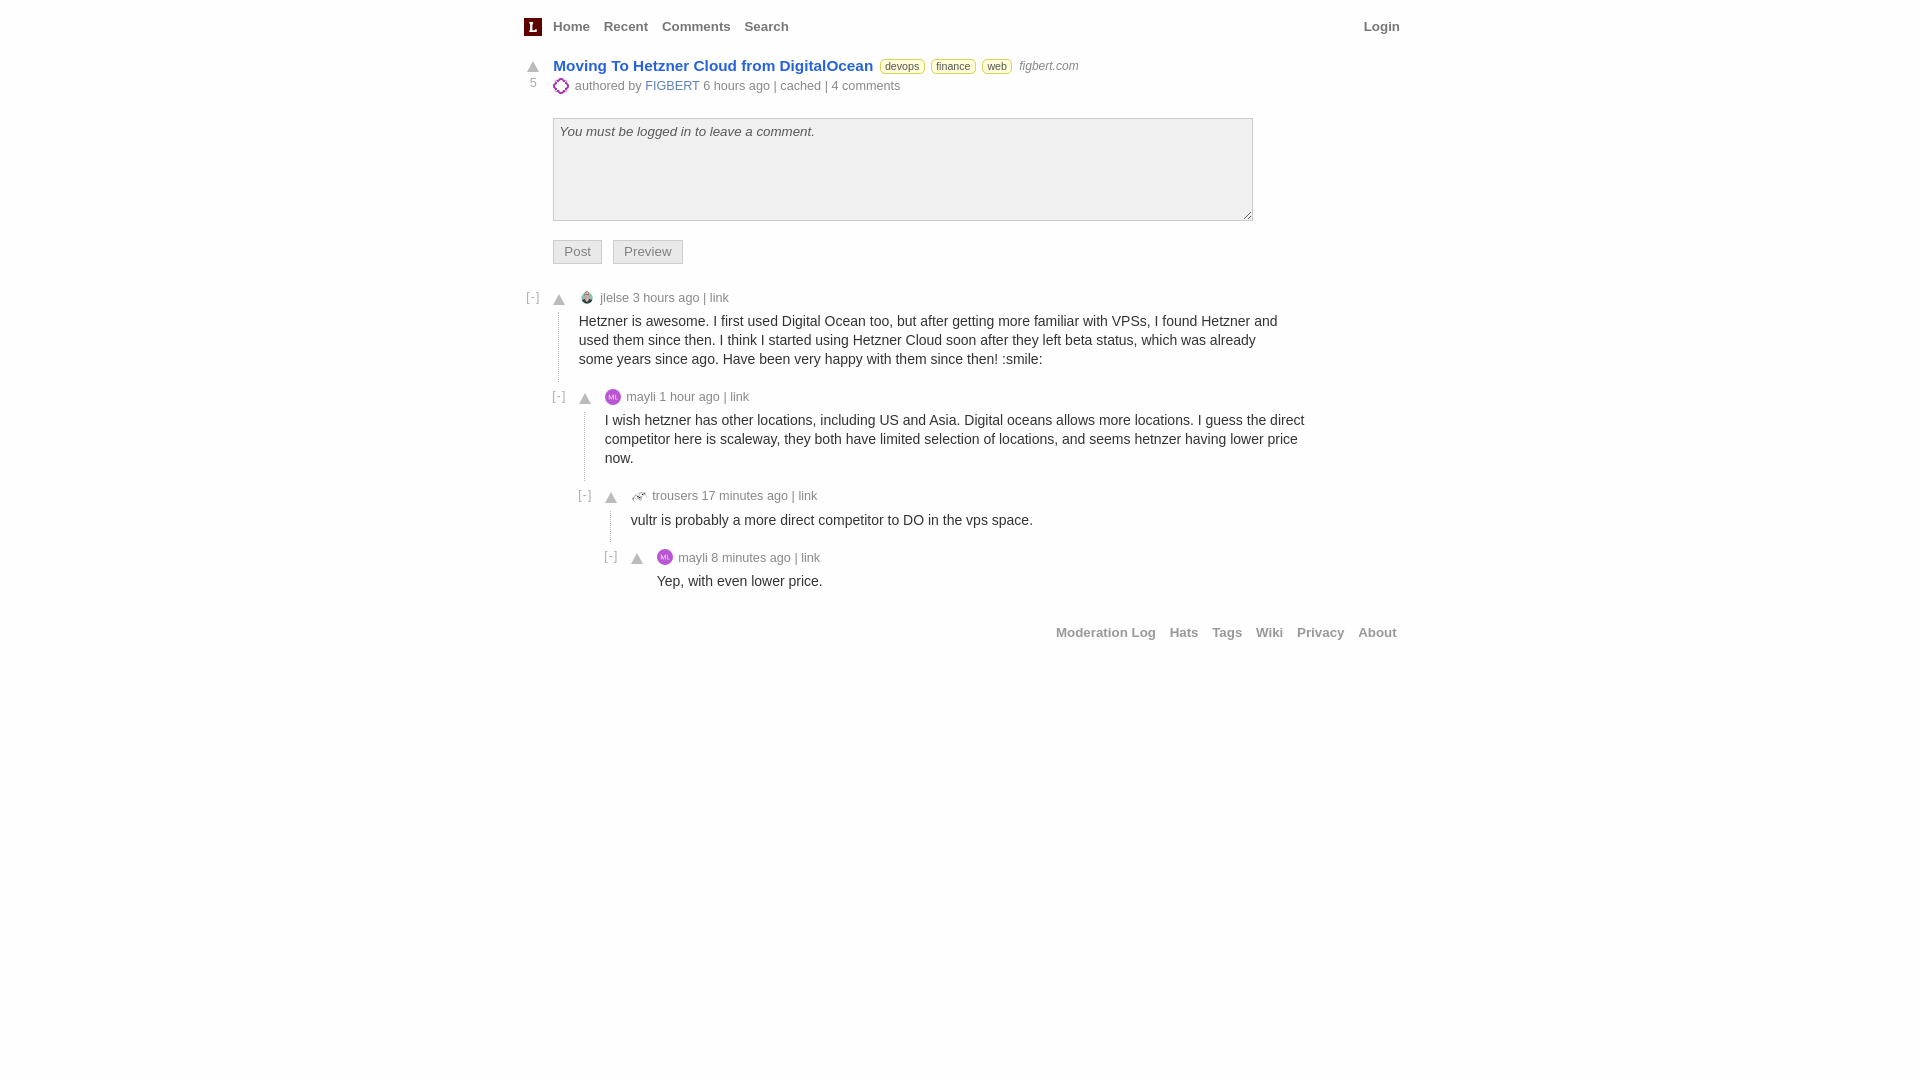 L Home Recent Comments Search Login
Moving To Hetzner Cloud from DigitalOcean devops finance web figbert.com
5
authored by FIGBERT 6 hours ago | cached | 4 comments
You must be logged in to leave a comment.
Post Preview
[-] jlelse 3 hours ago | link
Hetzner is awesome. I first used Digital Ocean too, but after getting more familiar with VPSs, I found Hetzner and
used them since then. I think I started using Hetzner Cloud soon after they left beta status, which was already
some years since ago. Have been very happy with them since then! :smile:
[-] ML mayli 1 hour ago | link
I wish hetzner has other locations, including US and Asia. Digital oceans allows more locations. I guess the direct
competitor here is scaleway, they both have limited selection of locations, and seems hetnzer having lower price
now.
[-] trousers 17 minutes ago | link
vultr is probably a more direct competitor to DO in the vps space.
[-] ML mayli 8 minutes ago | link
Yep, with even lower price.
Moderation Log Hats Tags Wiki Privacy About